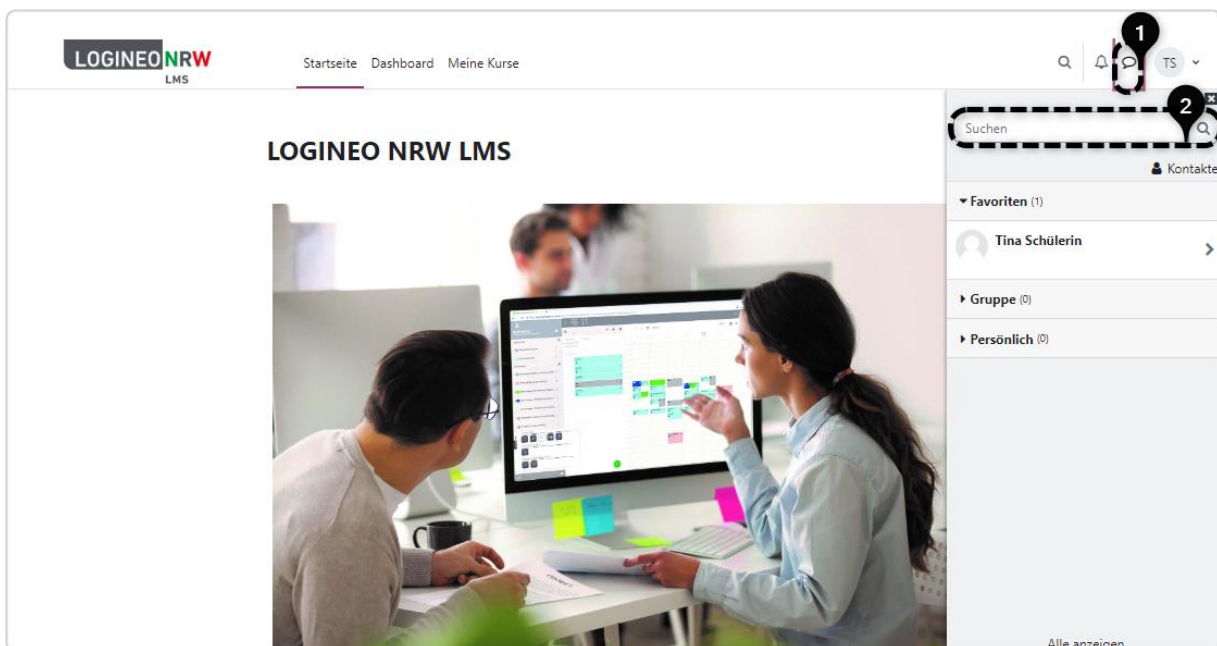 LOGINEO NRW
LMS
Startseite Dashboard Meine Kurse
TS
1
2
Suchen
Kontakte
LOGINEO NRW LMS
Favoriten (1)
Tina Schülerin
Gruppe (0)
Persönlich (0)
Alle anzeigen